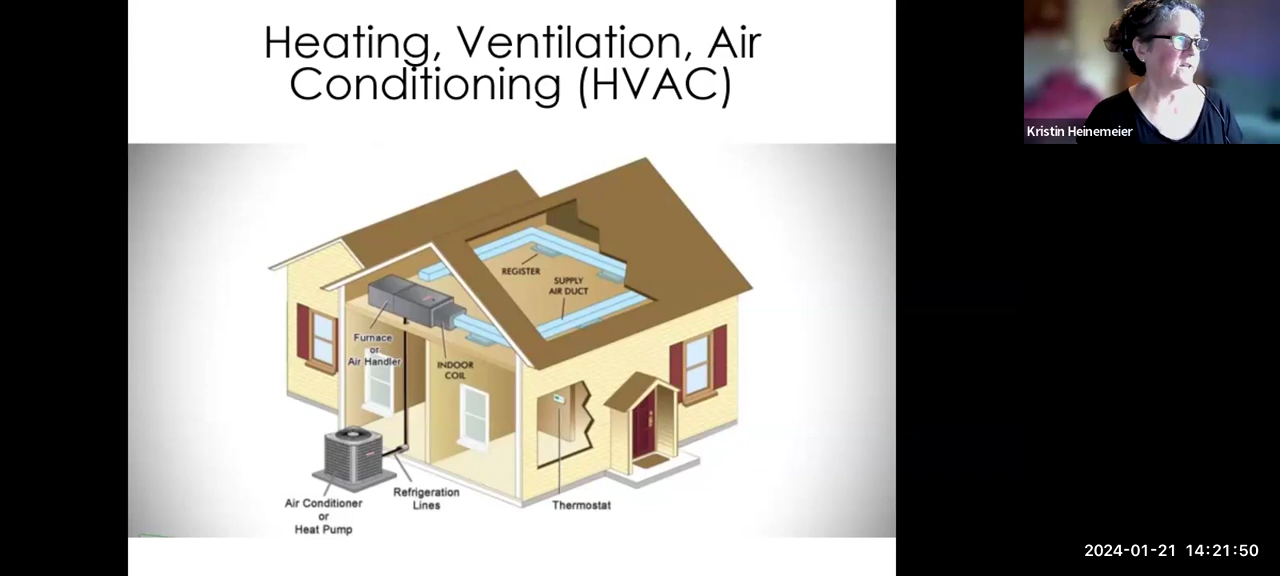 Heating, Ventilation, Air
Conditioning (HVAC)
Kristin Heinemeier
REGISTER
SUPPLY
AIR DUCT
Furnace
or
Air Handler
INDOOR
COIL
Air Conditioner
or
Heat Pump
Refrigeration
Lines
Thermostat
2024-01-21 14:21:50